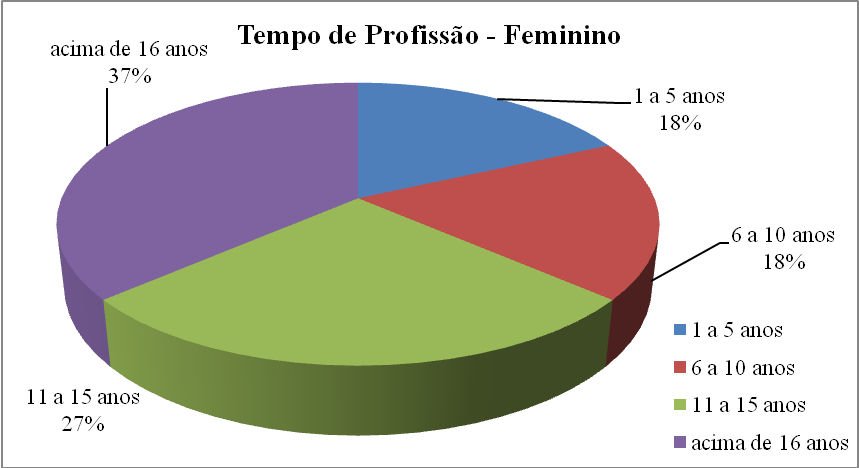 Tempo de Profissão - Feminino
acima de 16 anos
37%
1 a 5 anos
18%
6 a 10 anos
18%
11 a 15 anos
27%
1 a 5 anos
6 a 10 anos
11 a 15 anos
acima de 16 anos